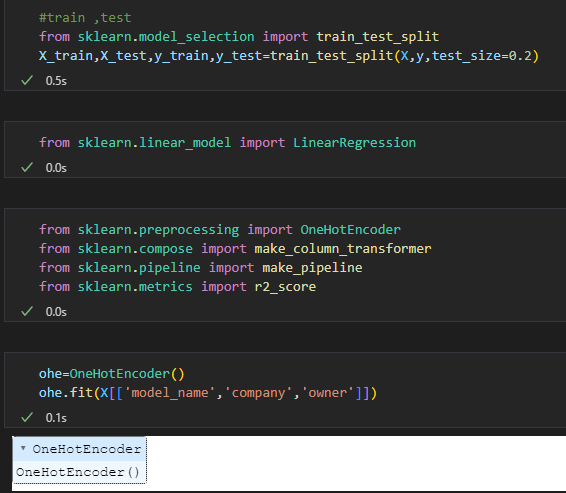 #train ,test
from sklearn.model_selection import train_test_split
X_train,X_test,y_train,y_test=train_test_split(X,y,test_size=0.2)
0.5s
from sklearn.linear_model import LinearRegression
0.0s
from sklearn.preprocessing import OneHotEncoder
from sklearn.compose import make_column_transformer
from sklearn.pipeline import make_pipeline
from sklearn.metrics import r2_score
0.0s
ohe=OneHotEncoder()
ohe.fit(X[['model_name','company','owner']])
0.1s
OneHotEncoder
OneHotEncoder()